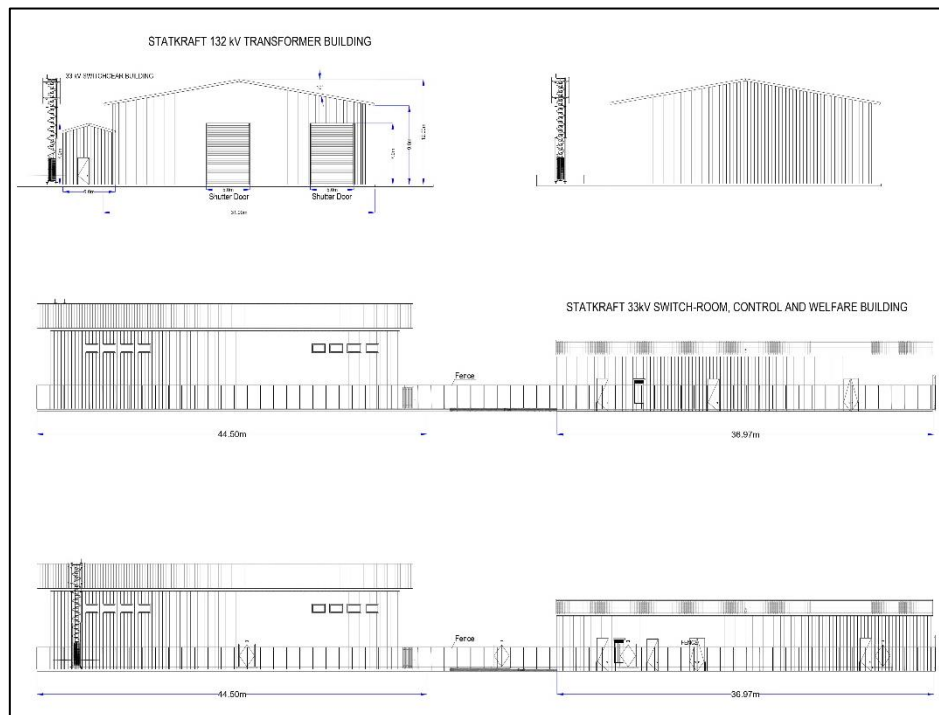 STATKRAFT 132 kV TRANSFORMER BUILDING
33 kV SWITCHGEAR BUILDING
Shutter Door
Shutter Door
STATKRAFT 33kV SWITCH-ROOM, CONTROL AND WELFARE BUILDING
Fence
44.50m
36.97m
Fence
Fence
44.50m
36.97m